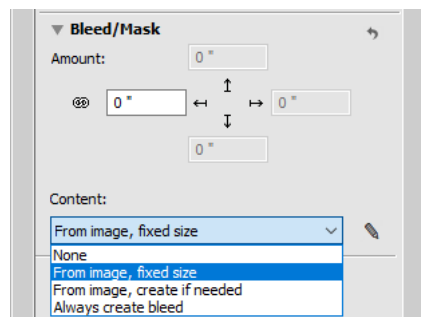 Bleed/Mask
Amount:
0 "
0 "
0 "
0 "
Content:
From image, fixed size
None
From image, fixed size
From image, create if needed
Always create bleed